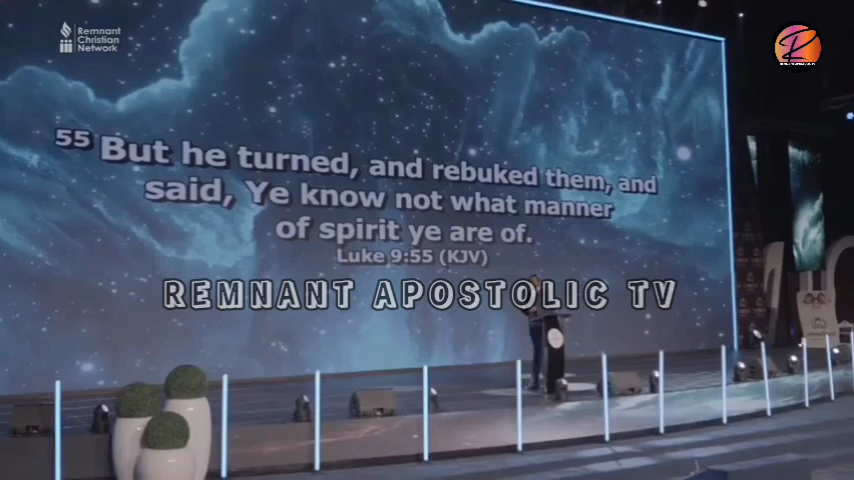 Remnant
Christian
Network
55 But he turned, and rebuked them, and
said, Ye know not what manner
of spirit ye are of.
Luke 9:55 (KJV)
REMNANT APOSTOLIC TV